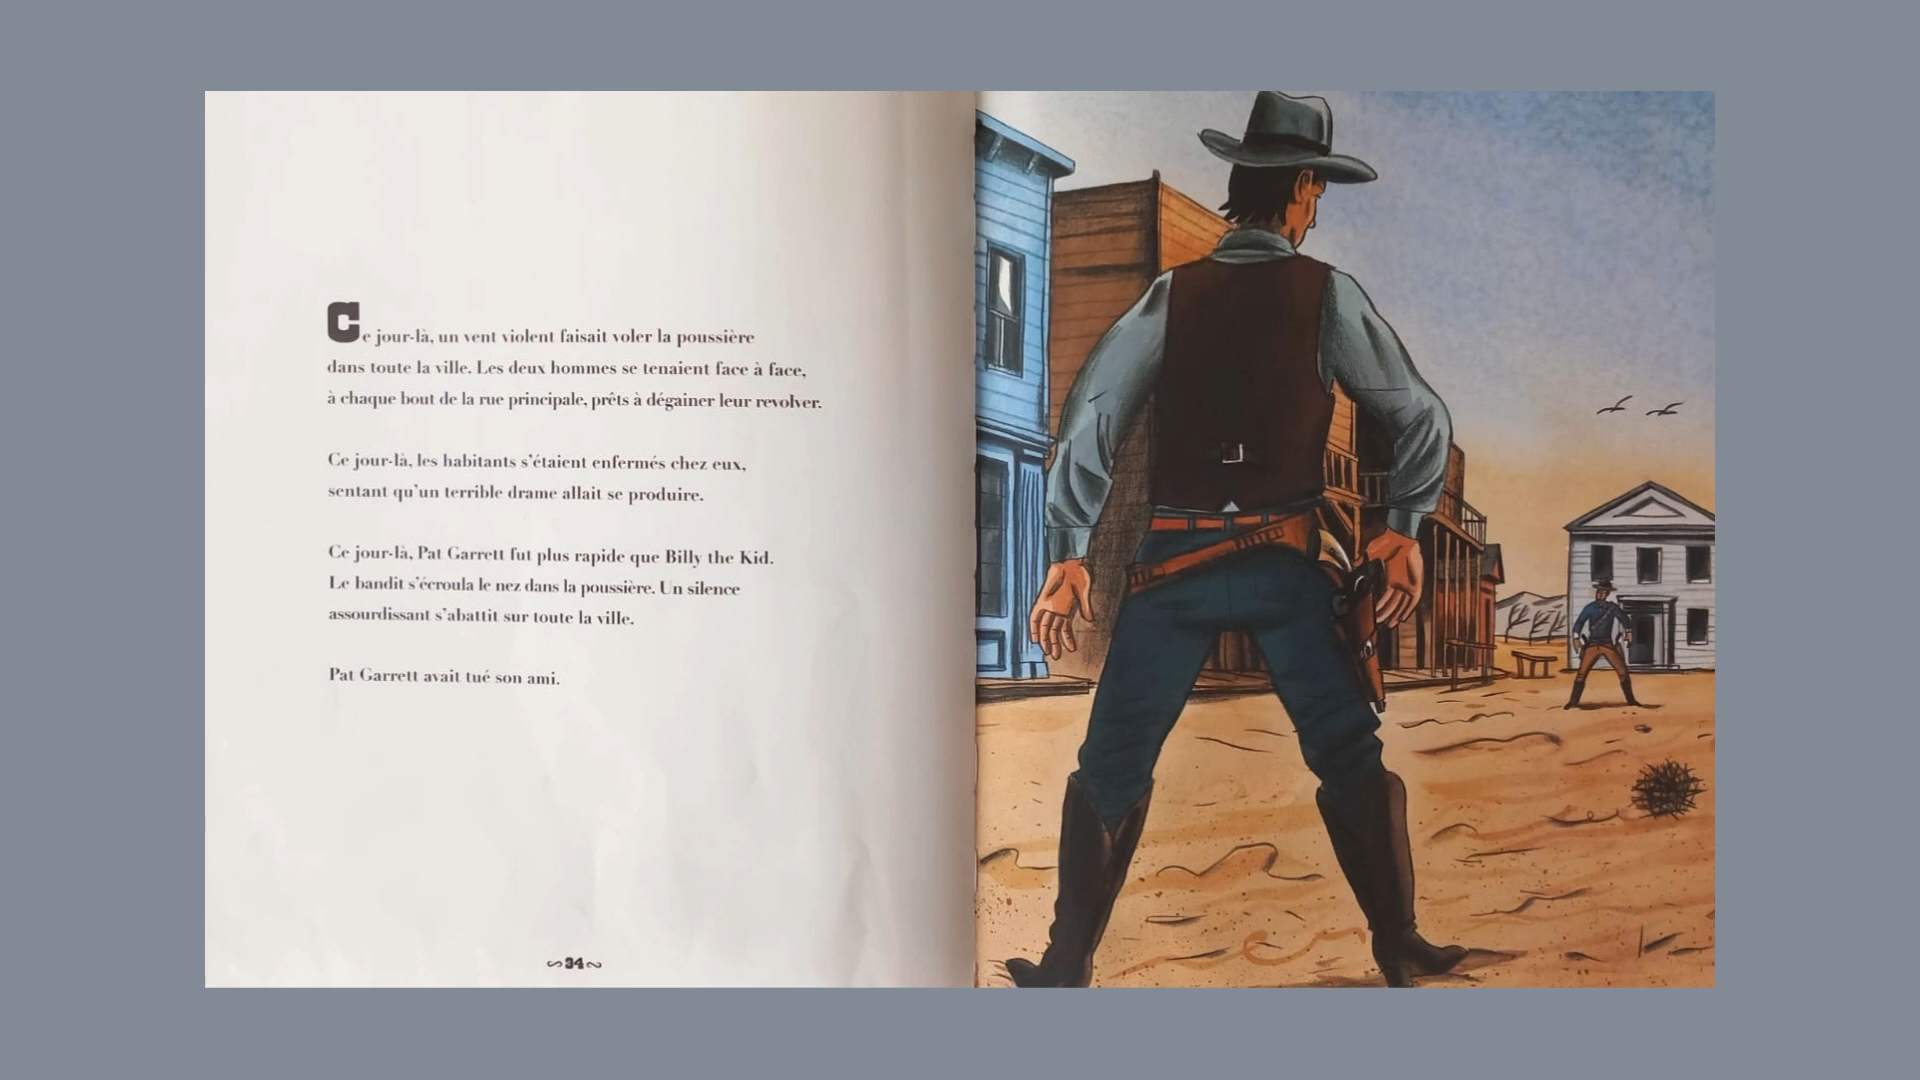 Ce jour-là, un vent violent faisait voler la poussière
dans toute la ville. Les deux hommes se tenaient face à face,
à chaque bout de la rue principale, prêts à dégainer leur revolver.
Ce jour-là, les habitants s'étaient enfermés chez eux,
sentant qu'un terrible drame allait se produire.
Ce jour-là, Pat Garrett fut plus rapide que Billy the Kid.
Le bandit s'écroula le nez dans la poussière. Un silence
assourdissant s'abattit sur toute la ville.
Pat Garrett avait tué son ami.
34